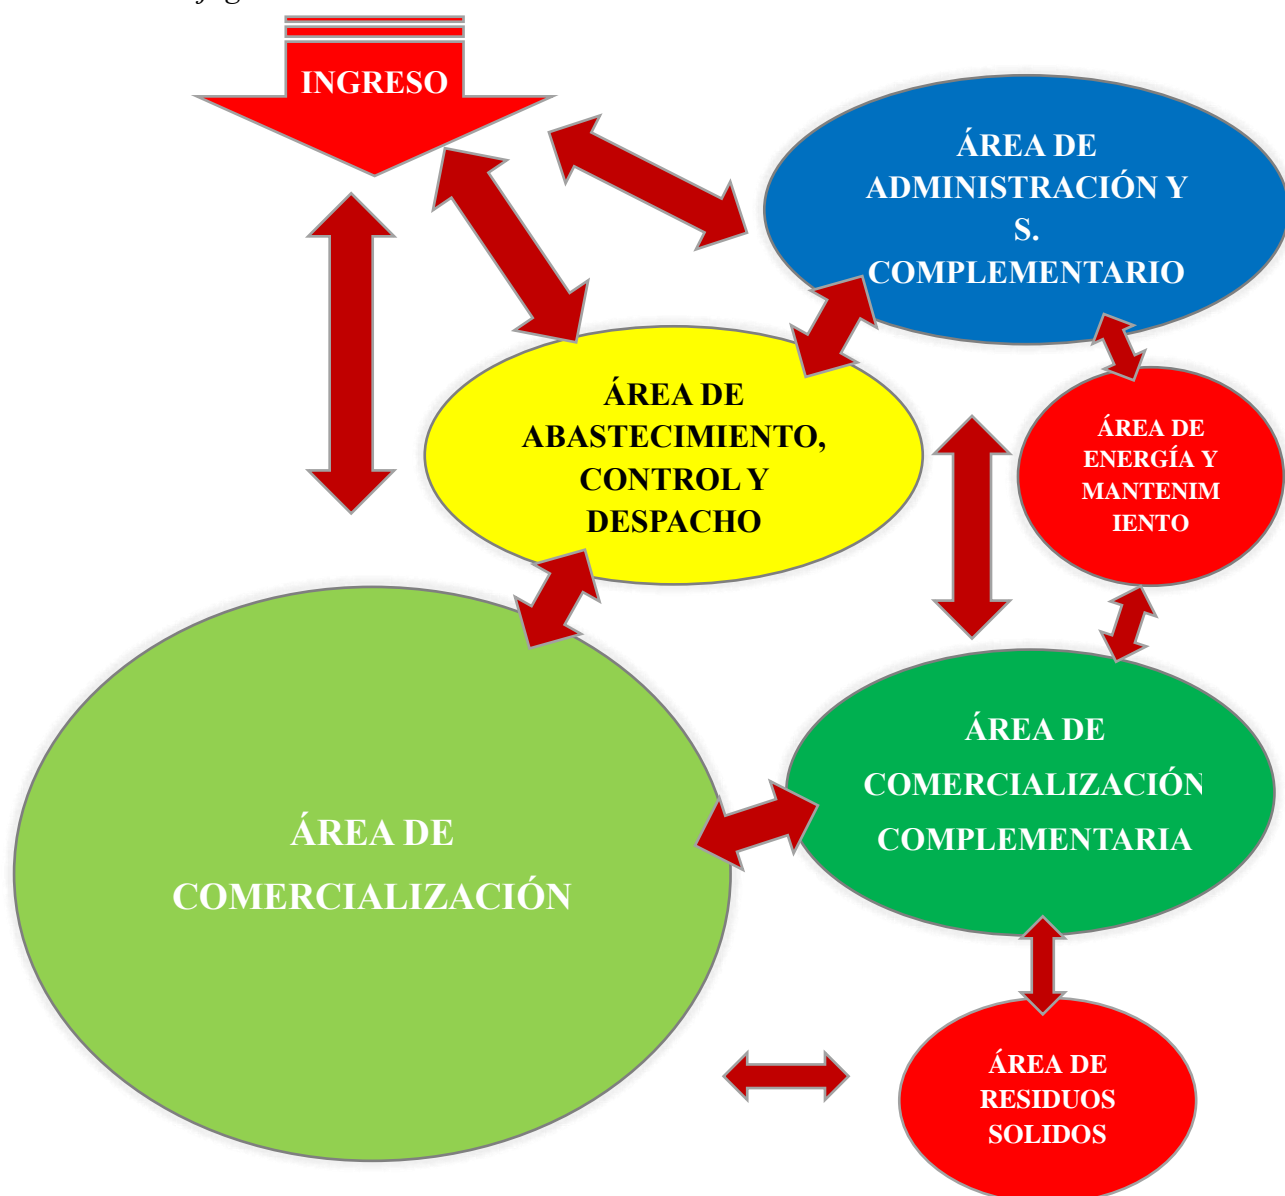 INGRESO
ÁREA DE
ADMINISTRACIÓN Y
S.
COMPLEMENTARIO
ÁREA DE
ABASTECIMIENTO,
CONTROL Y
DESPACHO
ÁREA DE
ENERGÍA Y
MANTENIM
IENTO
ÁREA DE
COMERCIALIZACIÓN
COMPLEMENTARIA
ÁREA DE
COMERCIALIZACIÓN
ÁREA DE
RESIDUOS
SOLIDOS